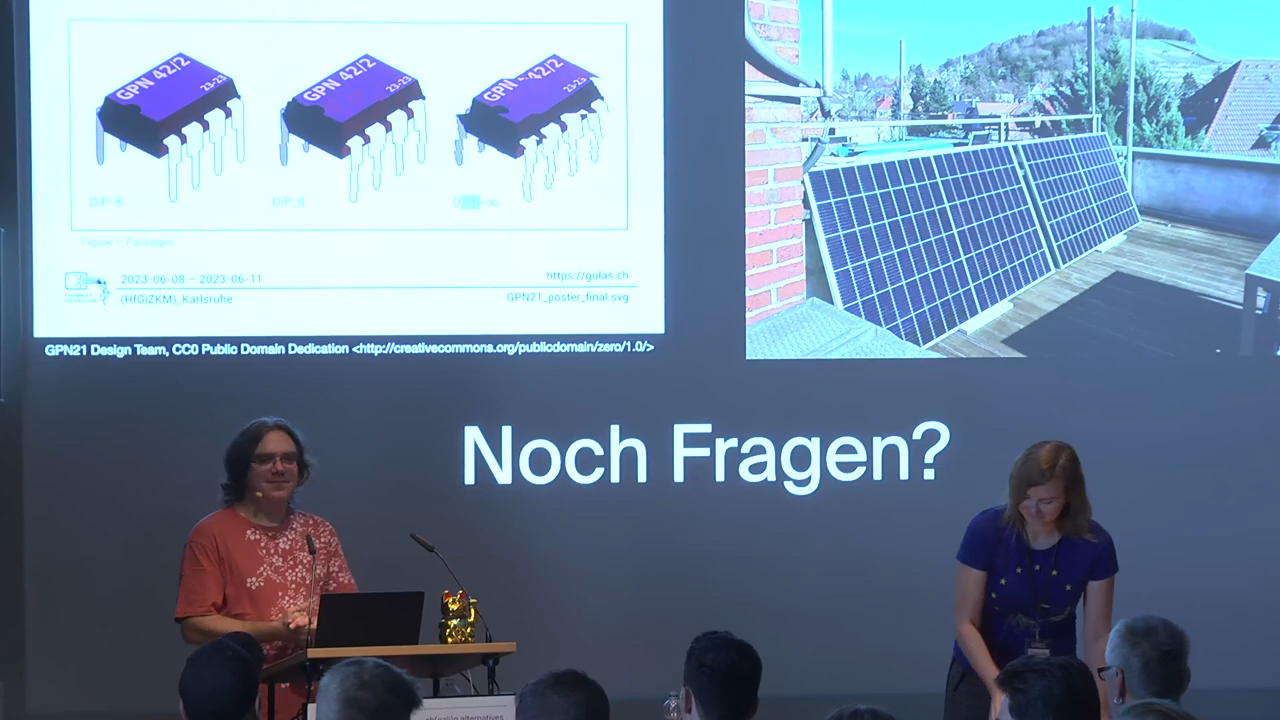 GPN 42/2
23-23
GPN 42/2
23-23
GPN 42/2
23-23
DIP-8
DIP_8
Figure 1: Packages
2023-06-08 – 2023-06-11
https://gulas.ch
(HfG|ZKM)_Karlsruhe
GPN21_poster_final.svg
GPN21 Design Team, CC0 Public Domain Dedication <http://creativecommons.org/publicdomain/zero/1.0/>
Noch Fragen?
alternatives